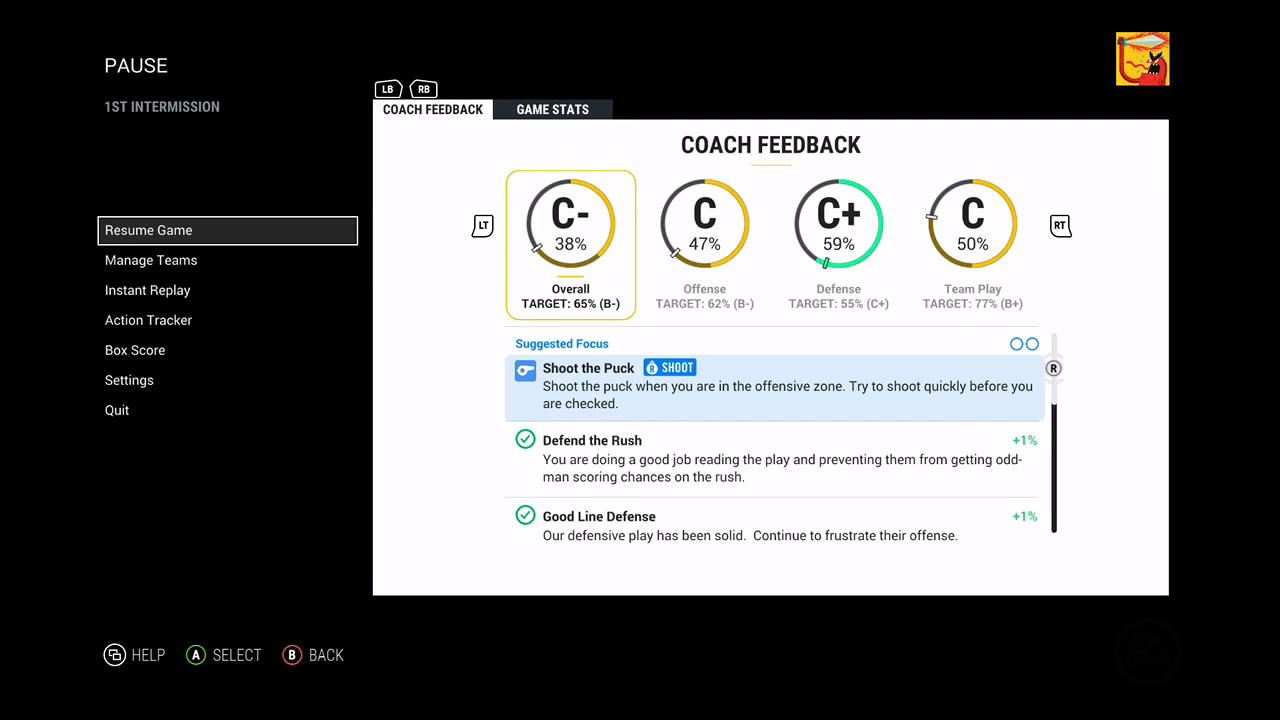 PAUSE
1ST INTERMISSION
LB RB
COACH FEEDBACK GAME STATS
COACH FEEDBACK
LT
C-
38%
Overall
TARGET: 65% (B-)
C
47%
Offense
TARGET: 62% (B-)
C+
59%
Defense
TARGET: 55% (C+)
C
50%
Team Play
TARGET: 77% (B+)
RT
Resume Game
Manage Teams
Instant Replay
Action Tracker
Box Score
Settings
Quit
Suggested Focus
Shoot the Puck R SHOOT
Shoot the puck when you are in the offensive zone. Try to shoot quickly before you
are checked.
R
Defend the Rush +1%
You are doing a good job reading the play and preventing them from getting odd-
man scoring chances on the rush.
Good Line Defense +1%
Our defensive play has been solid.  Continue to frustrate their offense.
HELP A SELECT B BACK
EA